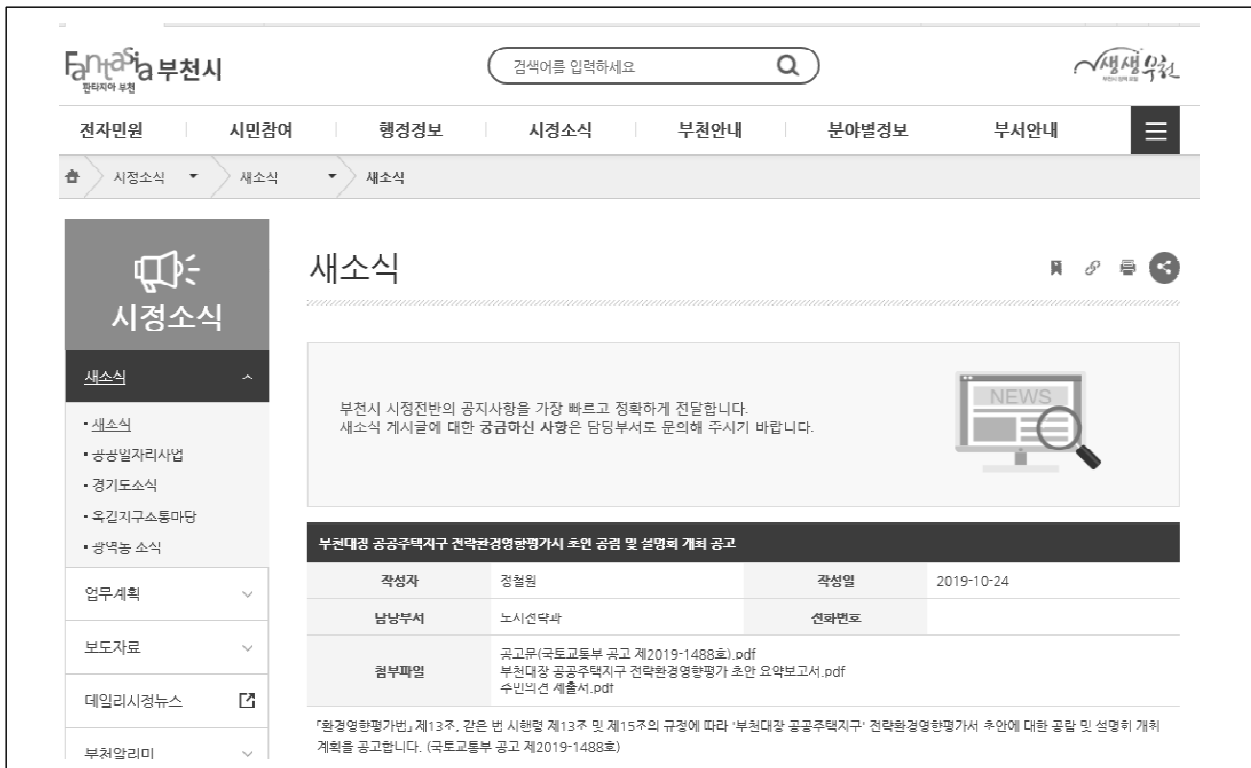 Fantasia 부천시
판타지아 부천
검색어를 입력하세요
생생부천
전자민원 시민참여 행정정보 시정소식 부천안내 분야별정보 부서안내
시정소식 새소식 새소식
시정소식
새소식
새소식
공공일자리사업
경기도소식
옥길지구소통마당
광역동 소식
업무계획
보도자료
데일리시정뉴스
부천알리미
새소식
부천시 시정전반의 공지사항을 가장 빠르고 정확하게 전달합니다.
새소식 게시글에 대한 궁금하신 사항은 담당부서로 문의해 주시기 바랍니다.
NEWS
부천대장 공공주택지구 전략환경영향평가서 초안 공람 및 설명회 개최 공고
작성자 정철원 작성일 2019-10-24
담당부서 도시전략과 전화번호
첨부파일
공고문(국토교통부 공고 제2019-1488호).pdf
부천대장 공공주택지구 전략환경영향평가 초안 요약보고서.pdf
주민의견 제출서.pdf
「환경영향평가법」 제13조, 같은 법 시행령 제13조 및 제15조의 규정에 따라 '부천대장 공공주택지구' 전략환경영향평가서 초안에 대한 공람 및 설명회 개최
계획을 공고합니다. (국토교통부 공고 제2019-1488호)